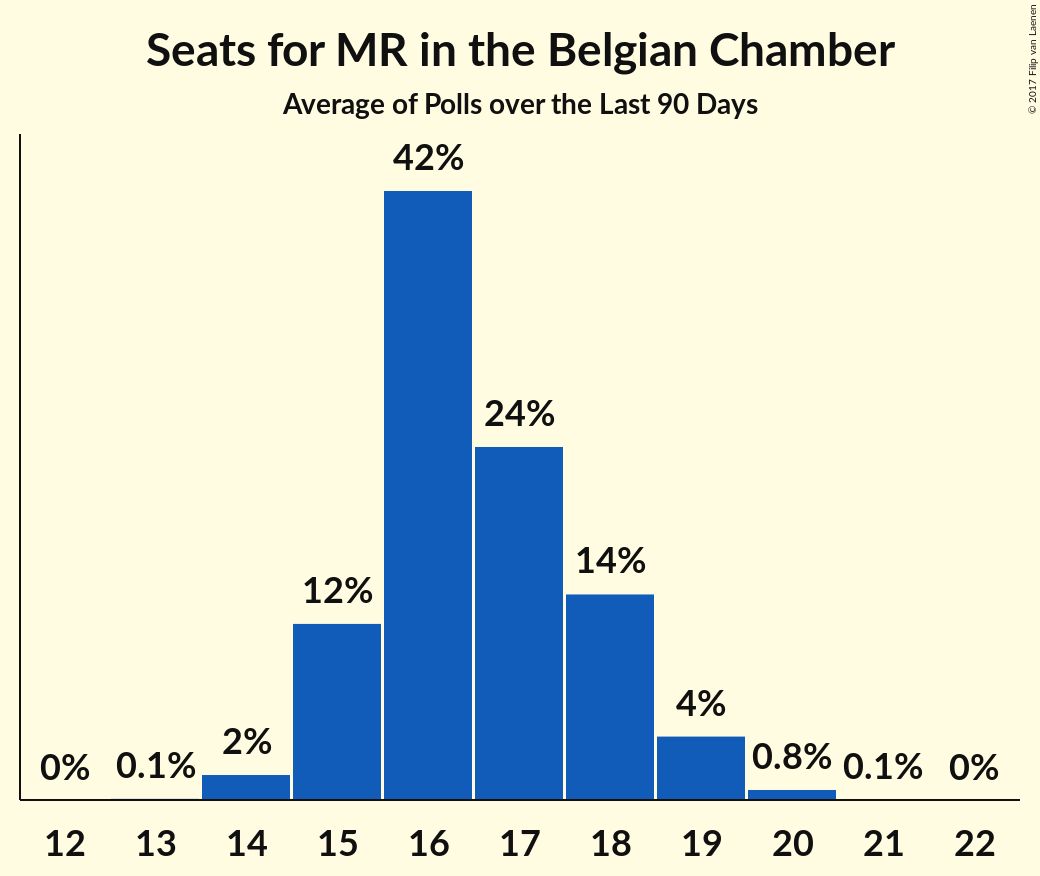 Seats for MR in the Belgian Chamber
Average of Polls over the Last 90 Days
© 2017 Filip van Laenen
0%
0.1%
2%
12%
42%
24%
14%
4%
0.8%
0.1%
0%
12 13 14 15 16 17 18 19 20 21 22